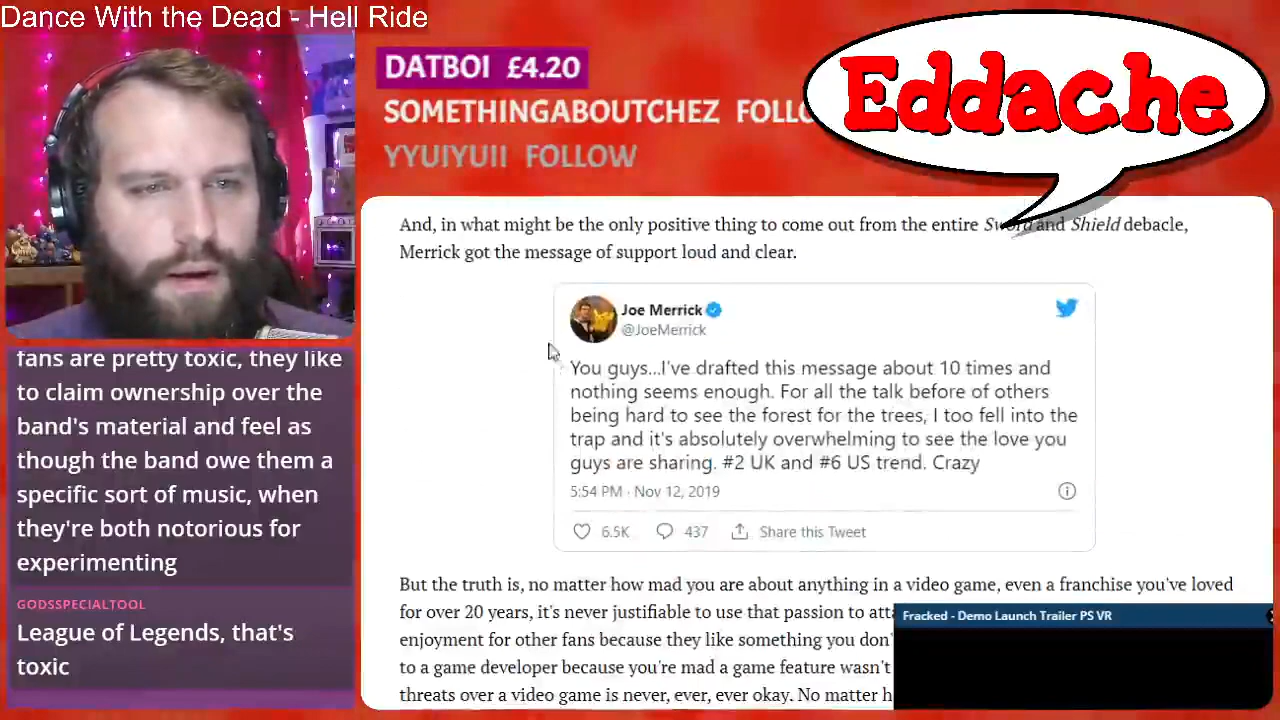 Dance With the Dead - Hell Ride
DATBOI £4.20
SOMETHINGABOUTCHEZ FOLLO
YYUIYUII FOLLOW
Eddache
And, in what might be the only positive thing to come out from the entire Sword and Shield debacle,
Merrick got the message of support loud and clear.
Joe Merrick
@JoeMerrick
You guys...I've drafted this message about 10 times and
nothing seems enough. For all the talk before of others
being hard to see the forest for the trees, I too fell into the
trap and it's absolutely overwhelming to see the love you
guys are sharing. #2 UK and #6 US trend. Crazy
5:54 PM · Nov 12, 2019
6.5K 437 Share this Tweet
But the truth is, no matter how mad you are about anything in a video game, even a franchise you've loved
for over 20 years, it's never justifiable to use that passion to atta
enjoyment for other fans because they like something you don'
to a game developer because you're mad a game feature wasn't
threats over a video game is never, ever, ever okay. No matter h
Fracked - Demo Launch Trailer PS VR
fans are pretty toxic, they like
to claim ownership over the
band's material and feel as
though the band owe them a
specific sort of music, when
they're both notorious for
experimenting
GODSSPECIALTOOL
League of Legends, that's
toxic